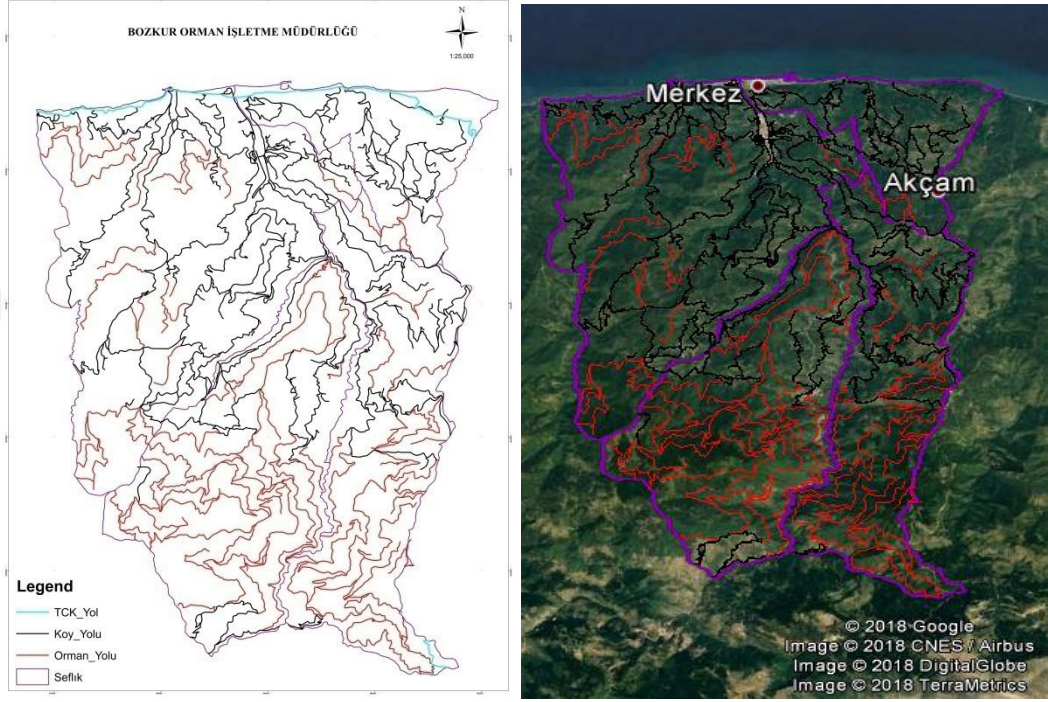 BOZKUR ORMAN İŞLETME MÜDÜRLÜĞÜ
N
1:25,000
Legend
TCK_Yol
Koy_Yolu
Orman_Yolu
Seflık
Merkez
Akçam
© 2018 Google
Image © 2018 CNES / Airbus
Image © 2018 DigitalGlobe
Image © 2018 TerraMetrics